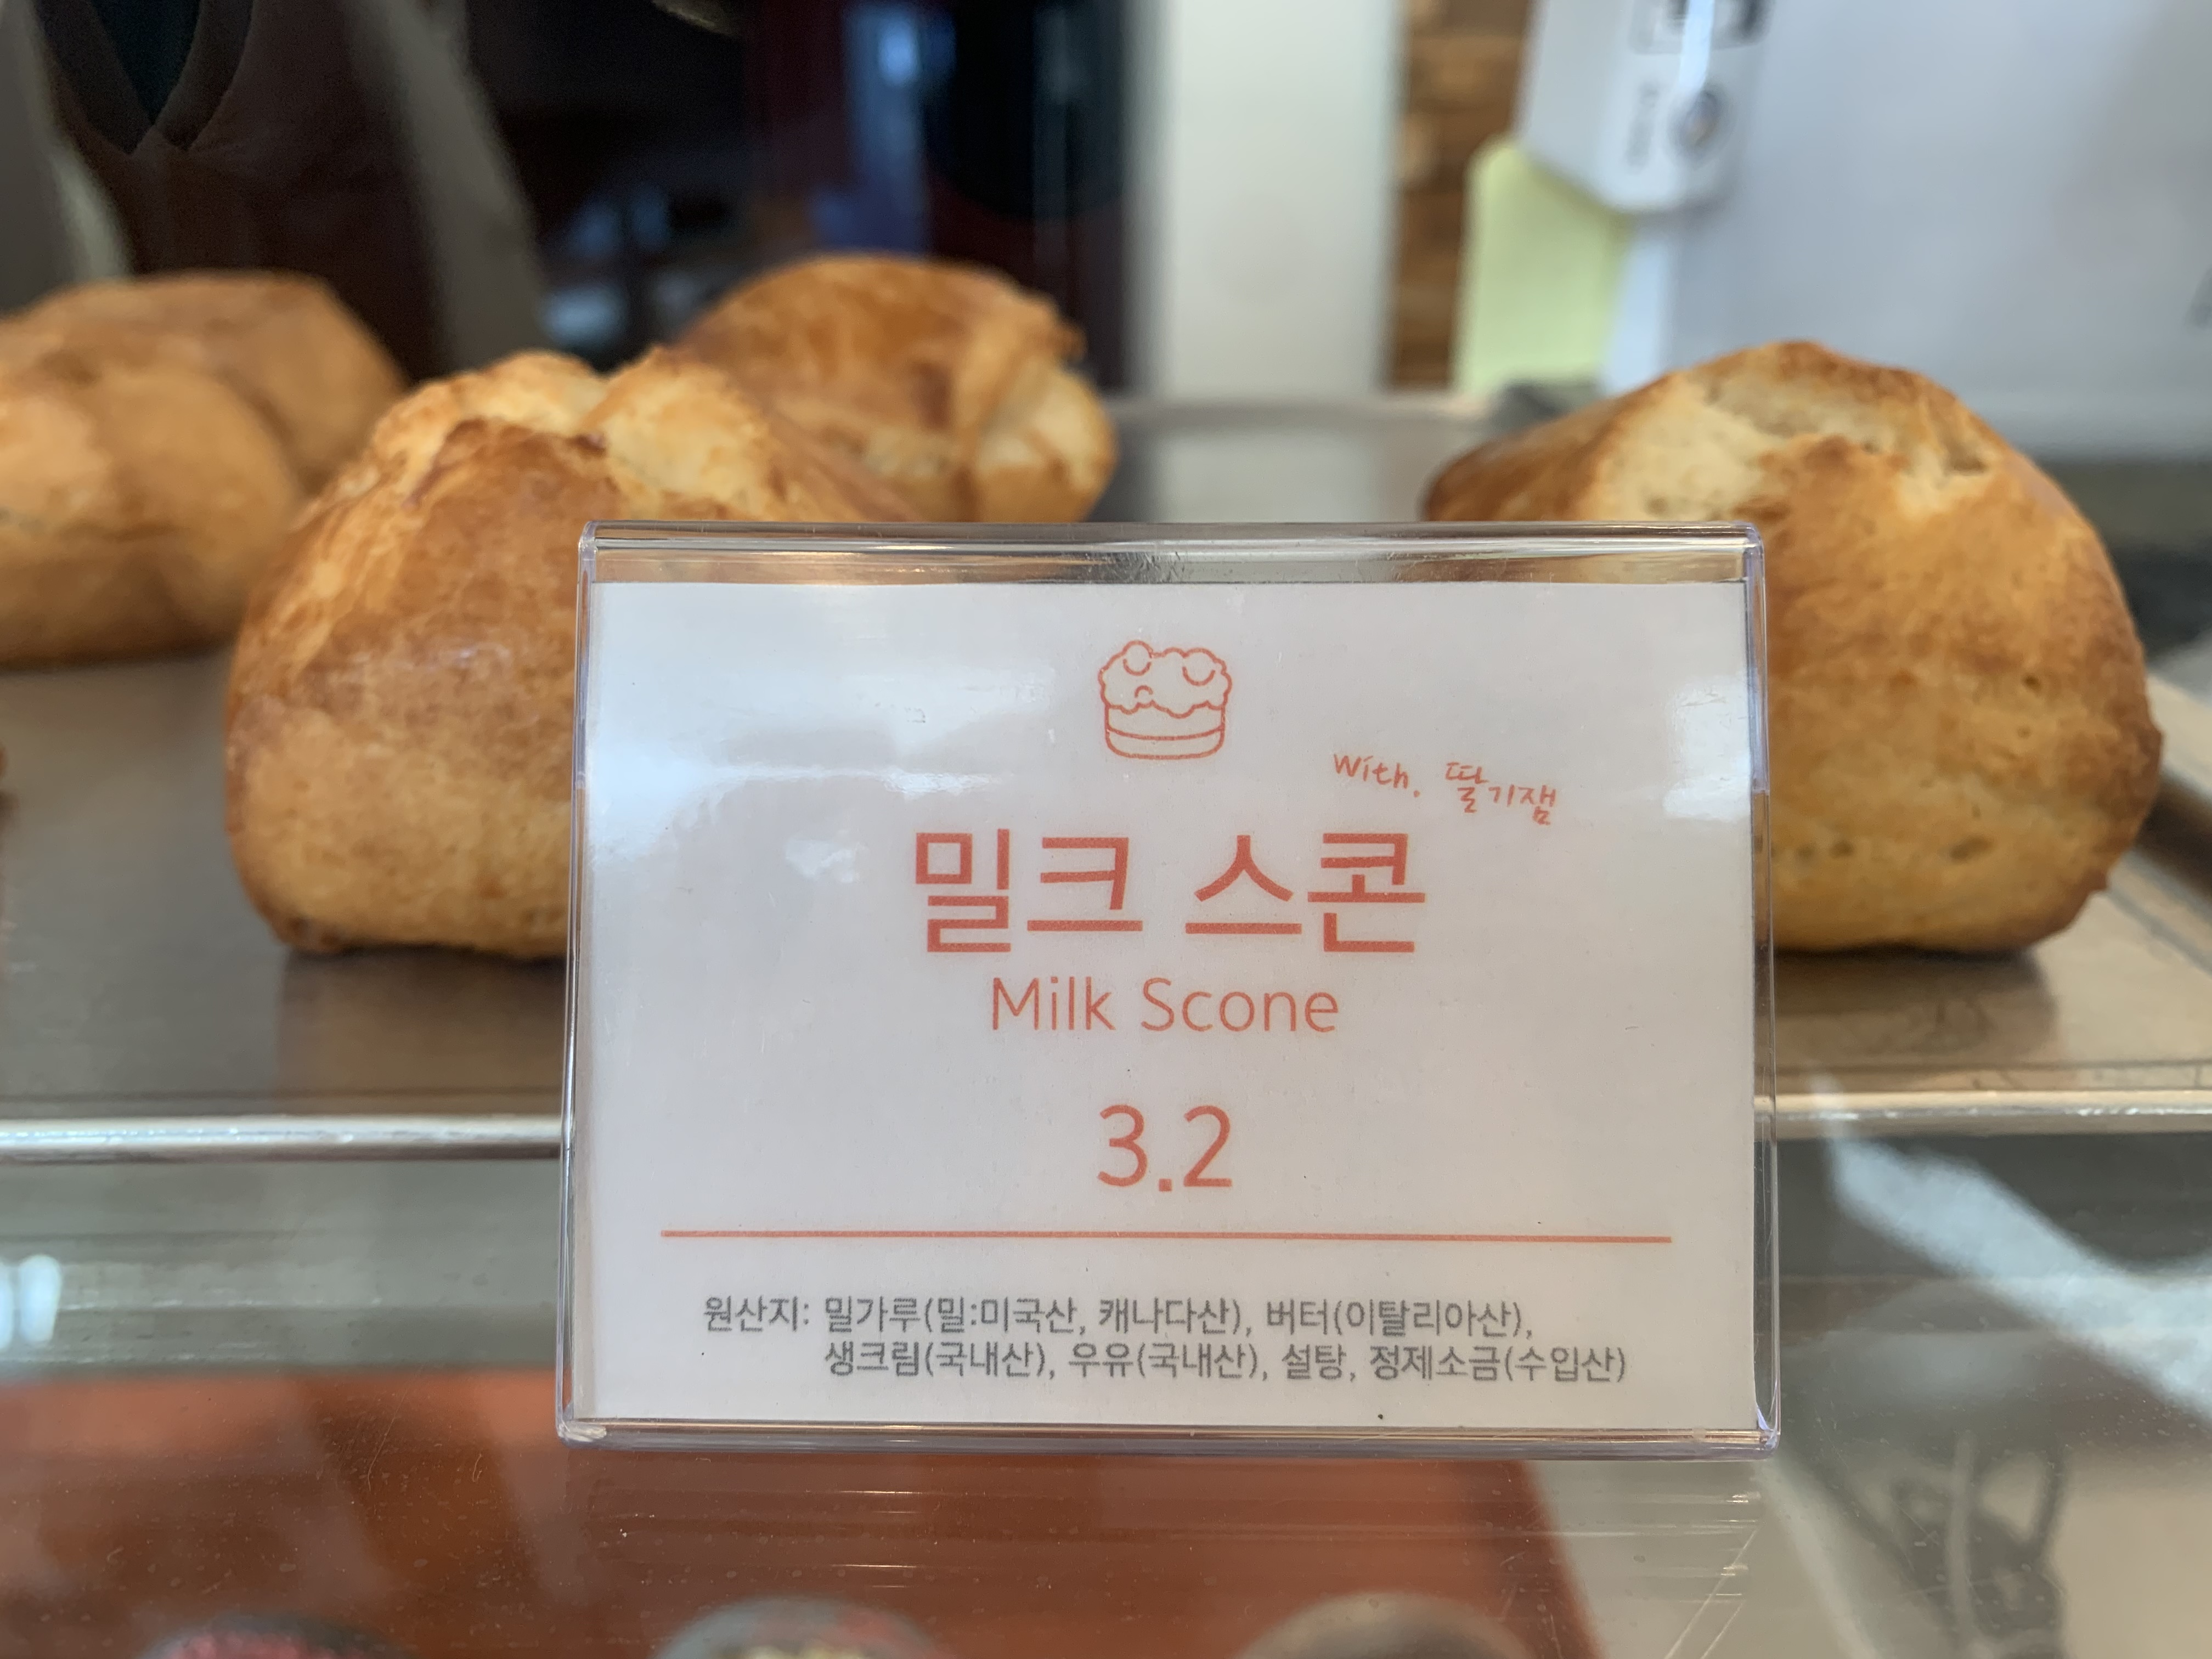 With. 딸기잼
밀크 스콘
Milk Scone
3.2
원산지: 밀가루(밀:미국산, 캐나다산), 버터(이탈리아산),
생크림(국내산), 우유(국내산), 설탕, 정제소금(수입산)